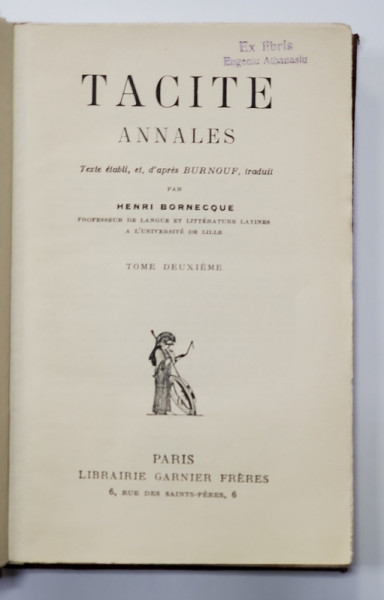 Ex libris
Eugeniu Athanasiu
TACITE
ANNALES
Texte établi, et, d'après BURNOUF, traduit
PAR
HENRI BORNECQUE
PROFESSEUR DE LANGUE ET LITTÉRATURE LATINES
A L'UNIVERSITÉ DE LILLE
TOME DEUXIÈME
PARIS
LIBRAIRIE GARNIER FRÈRES
6, RUE DES SAINTS-PÈRES, 6